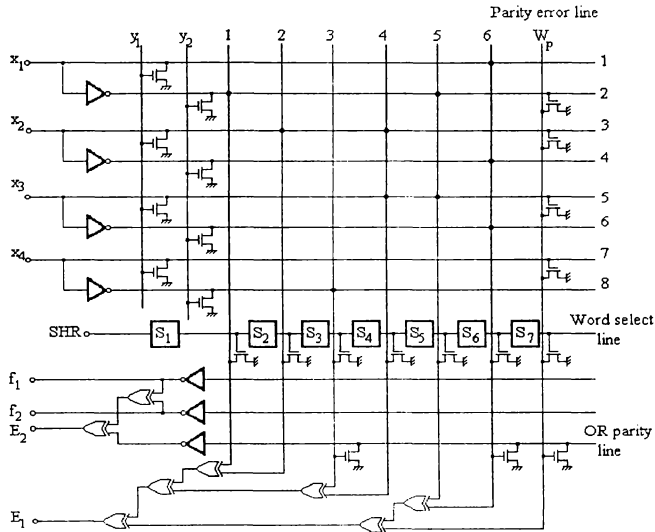 Parity error line
y1 y2 1 2 3 4 5 6 Wp
x1 1
2
x2 3
4
x3 5
6
x4 7
8
SHR S1 S2 S3 S4 S5 S6 S7 Word select line
f1
f2
E2
OR parity line
E1